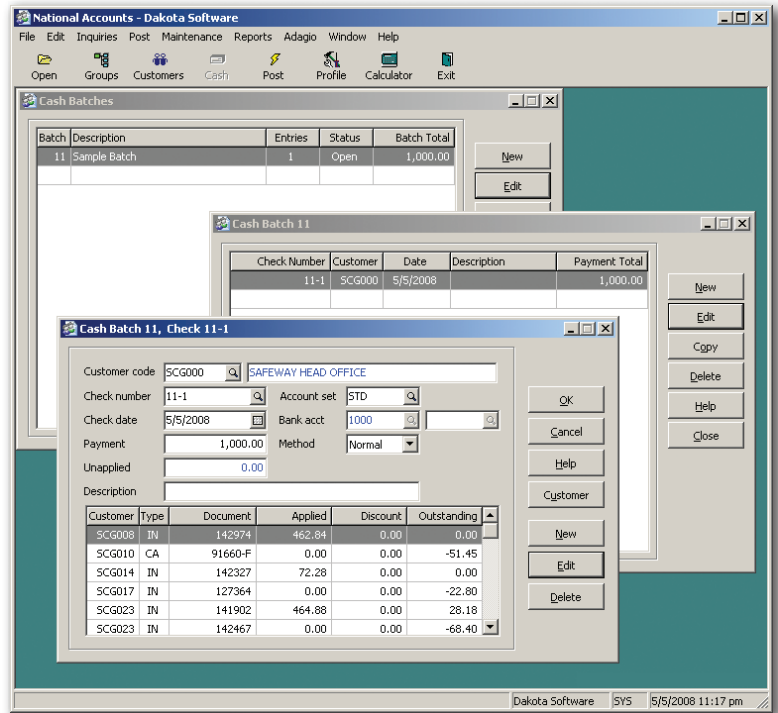 National Accounts - Dakota Software
File Edit Inquiries Post Maintenance Reports Adagio Window Help
Open Groups Customers Cash Post Profile Calculator Exit
Cash Batches
Batch Description Entries Status Batch Total
11 Sample Batch 1 Open 1,000.00
New
Edit
Cash Batch 11
Check Number Customer Date Description Payment Total
11-1 SCG000 5/5/2008 1,000.00
New
Edit
Copy
Delete
Help
Close
Cash Batch 11, Check 11-1
Customer code SCG000 SAFEWAY HEAD OFFICE
Check number 11-1 Account set STD
Check date 5/5/2008 Bank acct 1000
Payment 1,000.00 Method Normal
Unapplied 0.00
Description
OK
Cancel
Help
Customer
New
Edit
Delete
Customer Type Document Applied Discount Outstanding
SCG008 IN 142974 462.84 0.00 0.00
SCG010 CA 91660-F 0.00 0.00 -51.45
SCG014 IN 142327 72.28 0.00 0.00
SCG017 IN 127364 0.00 0.00 -22.80
SCG023 IN 141902 464.88 0.00 28.18
SCG023 IN 142467 0.00 0.00 -68.40
Dakota Software SYS 5/5/2008 11:17 pm